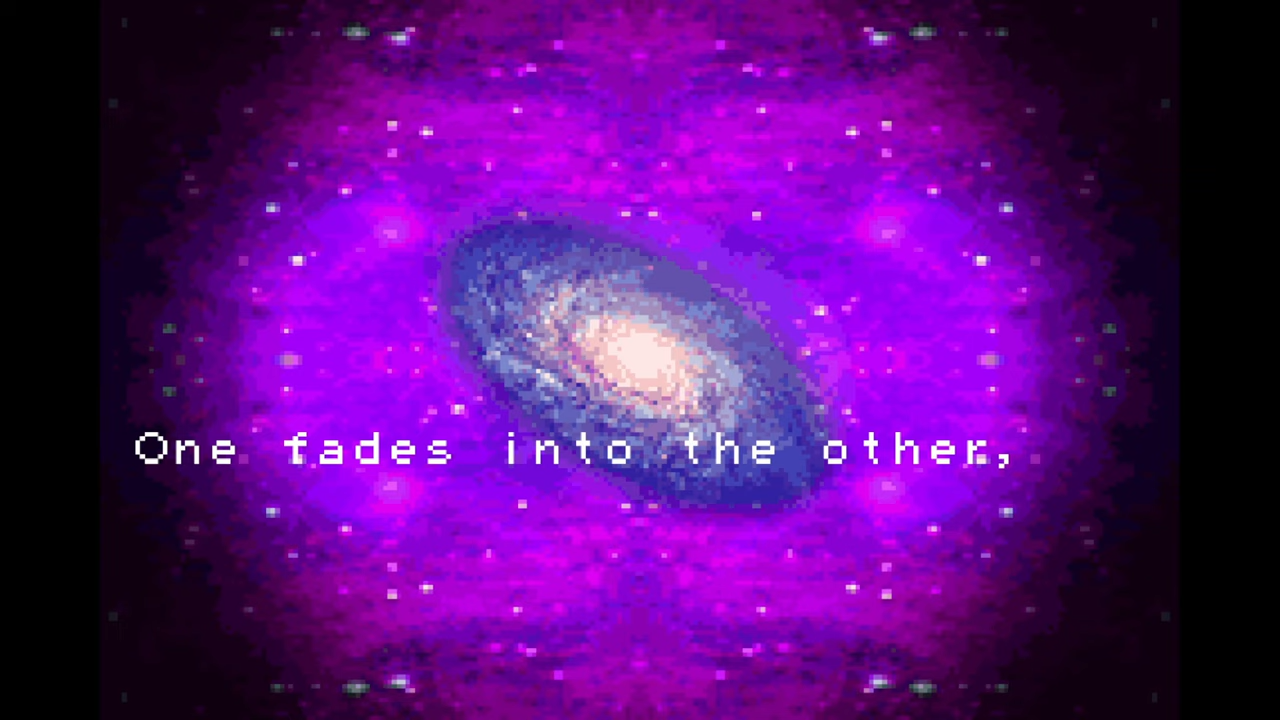 One fades into the other,